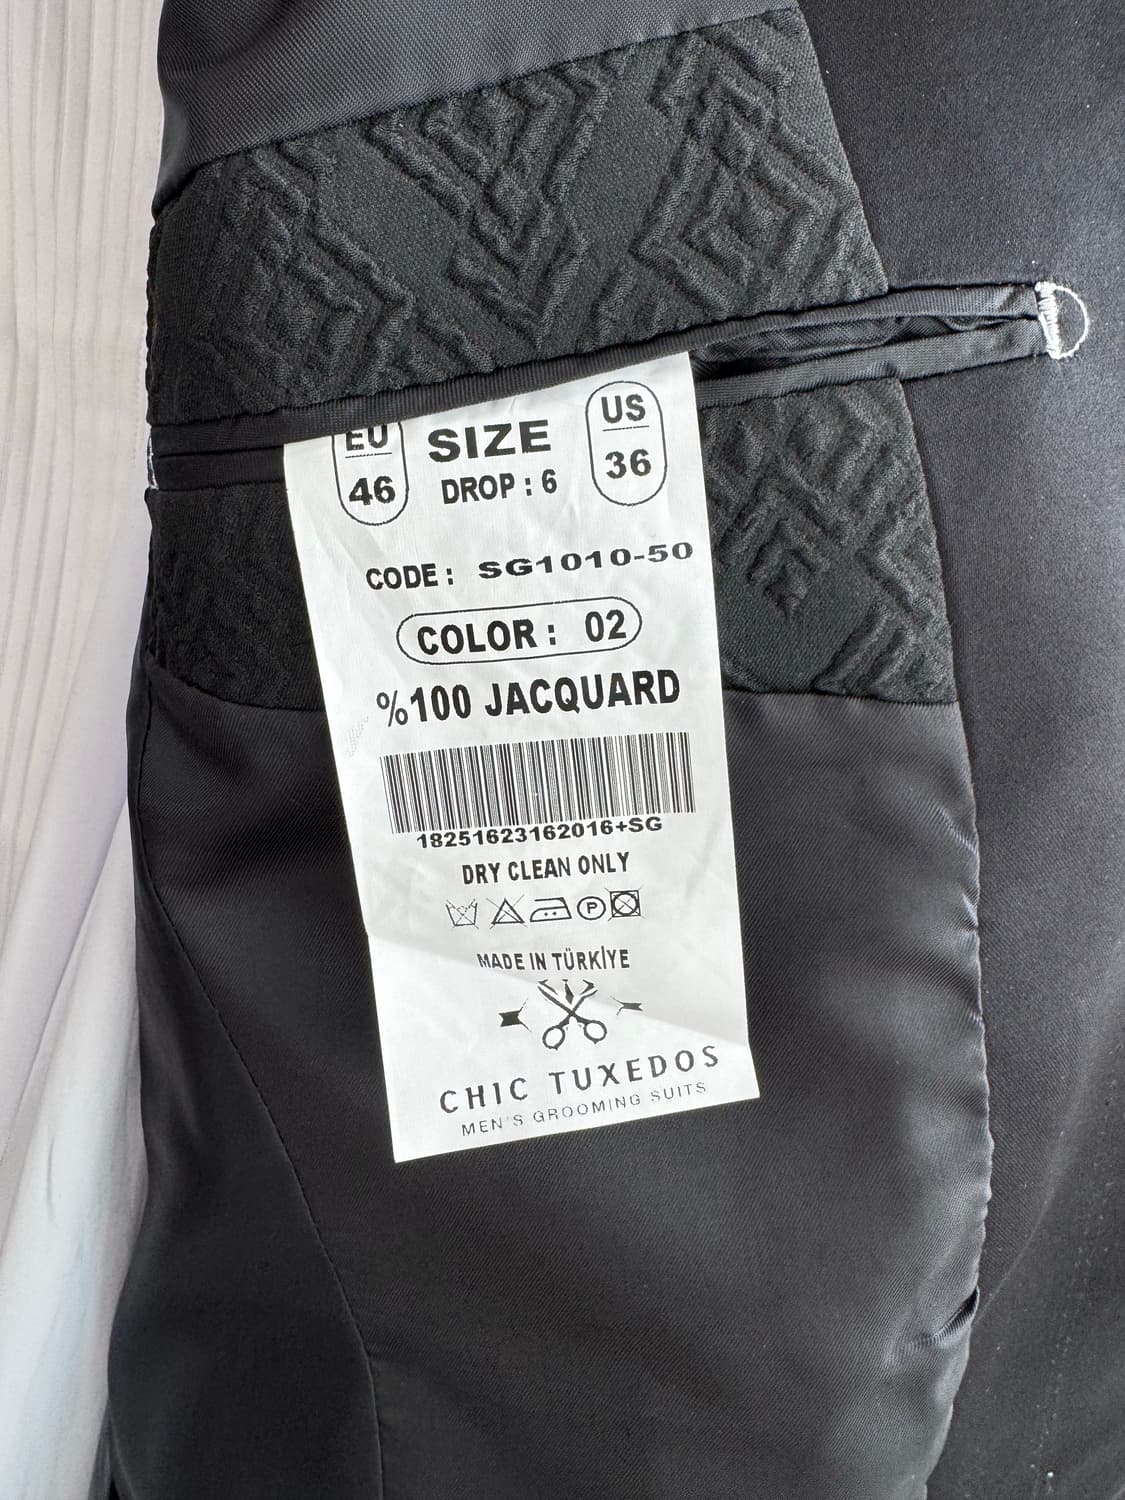 EU SIZE US
46 DROP : 6 36
CODE : SG1010-50
COLOR : 02
%100 JACQUARD
18251623162016+SG
DRY CLEAN ONLY
P
MADE IN TÜRKİYE
CHIC TUXEDOS
MEN'S GROOMING SUITS